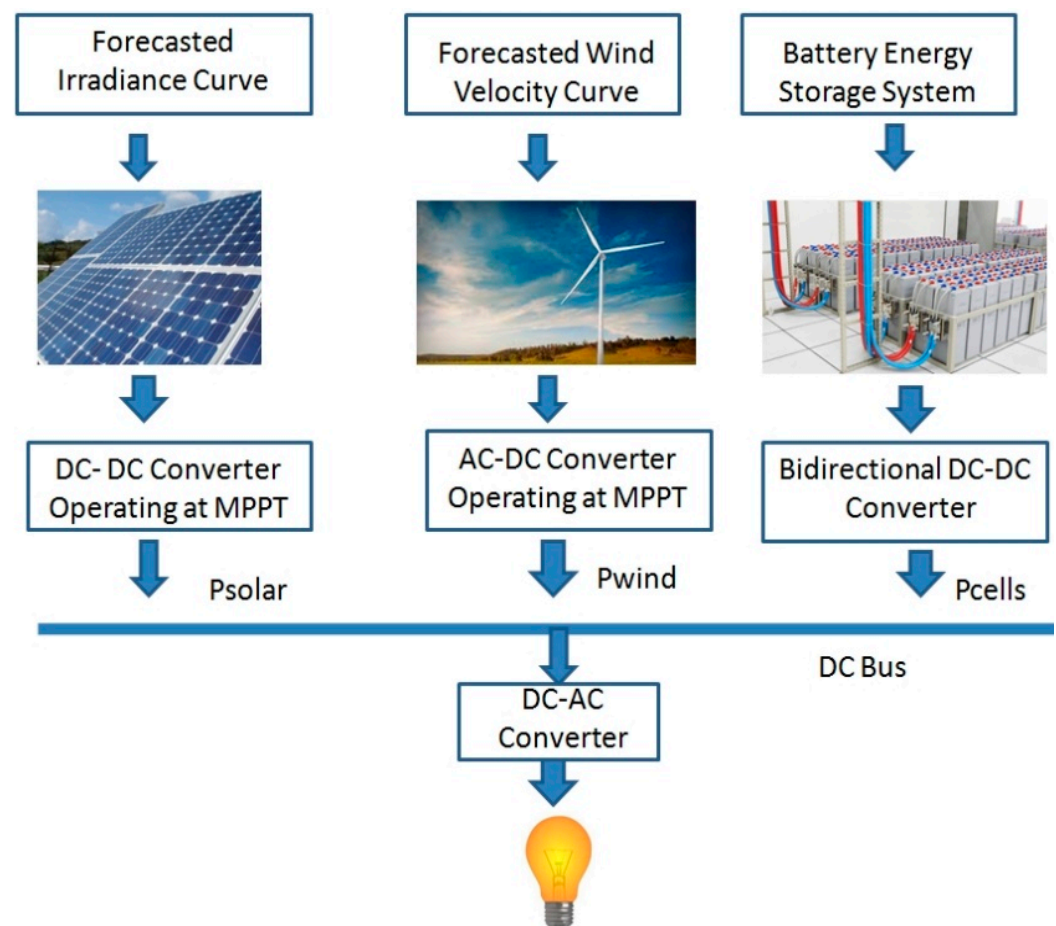 Forecasted
Irradiance Curve
Forecasted Wind
Velocity Curve
Battery Energy
Storage System
DC- DC Converter
Operating at MPPT
AC-DC Converter
Operating at MPPT
Bidirectional DC-DC
Converter
Psolar
Pwind
Pcells
DC Bus
DC-AC
Converter